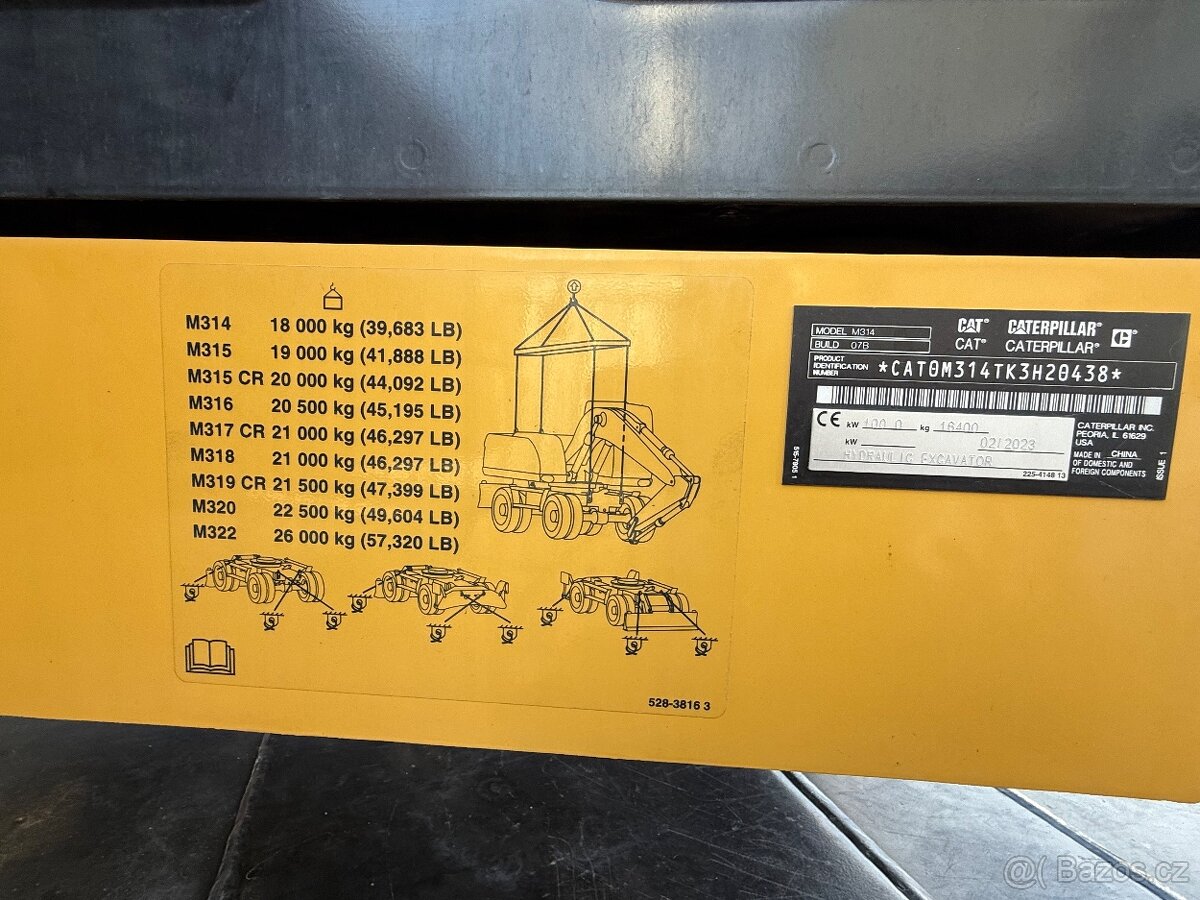 M314 18 000 kg (39,683 LB)
M315 19 000 kg (41,888 LB)
M315 CR 20 000 kg (44,092 LB)
M316 20 500 kg (45,195 LB)
M317 CR 21 000 kg (46,297 LB)
M318 21 000 kg (46,297 LB)
M319 CR 21 500 kg (47,399 LB)
M320 22 500 kg (49,604 LB)
M322 26 000 kg (57,320 LB)
528-3816 3
MODEL M314
BUILD 07B
CAT® CATERPILLAR®
CAT® CATERPILLAR®
PRODUCT
IDENTIFICATION
NUMBER
*CAT0M314TK3H20438*
CE kW 100.0 kg 16400
kW 02/2023
HYDRAULIC EXCAVATOR
225-4148 13
CATERPILLAR INC.
PEORIA, IL 61629
USA
MADE IN CHINA
OF DOMESTIC AND
FOREIGN COMPONENTS
ISSUE 1
@( Bazos.cz